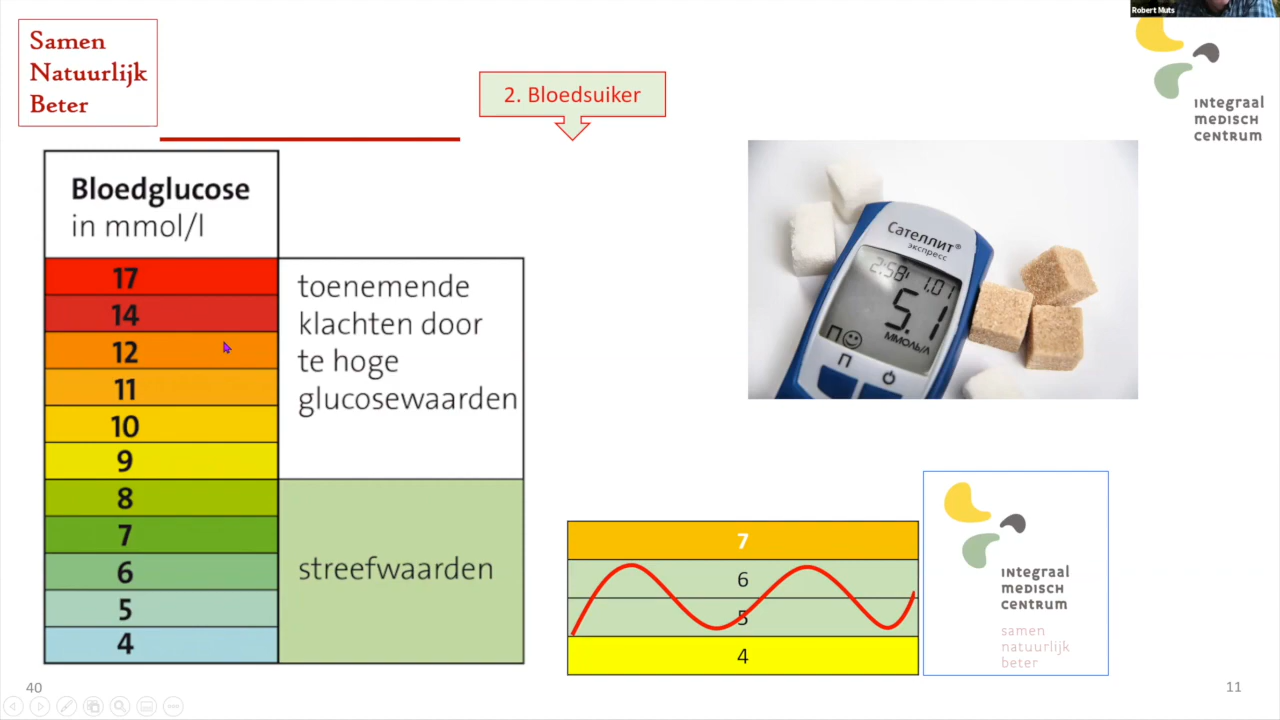 Robert Muts
Samen
Natuurlijk
Beter
2. Bloedsuiker
integraal
medisch
centrum
Bloedglucose
in mmol/l
17
14
12
11
10
9
8
7
6
5
4
toenemende
klachten door
te hoge
glucosewaarden
streefwaarden
Сателлит®
экспресс
2:58 1.01
5.1
П
ммоль/л
П
7
6
5
4
integraal
medisch
centrum
samen
natuurlijk
beter
40
11